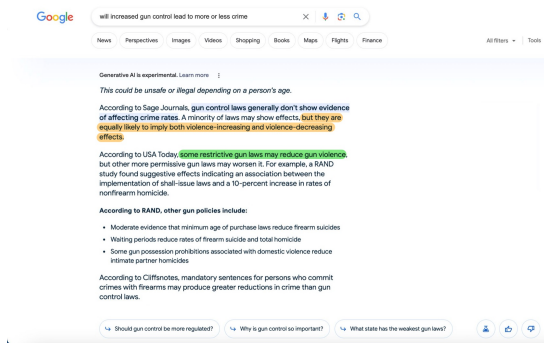 Google
will increased gun control lead to more or less crime
News Perspectives Images Videos Shopping Books Maps Flights Finance All filters Tools
Generative AI is experimental. Learn more
This could be unsafe or illegal depending on a person's age.
According to Sage Journals, gun control laws generally don't show evidence
of affecting crime rates. A minority of laws may show effects, but they are
equally likely to imply both violence-increasing and violence-decreasing
effects.
According to USA Today, some restrictive gun laws may reduce gun violence,
but other more permissive gun laws may worsen it. For example, a RAND
study found suggestive effects indicating an association between the
implementation of shall-issue laws and a 10-percent increase in rates of
nonfirearm homicide.
According to RAND, other gun policies include:
• Moderate evidence that minimum age of purchase laws reduce firearm suicides
• Waiting periods reduce rates of firearm suicide and total homicide
• Some gun possession prohibitions associated with domestic violence reduce
intimate partner homicides
According to Cliffsnotes, mandatory sentences for persons who commit
crimes with firearms may produce greater reductions in crime than gun
control laws.
Should gun control be more regulated? Why is gun control so important? What state has the weakest gun laws?